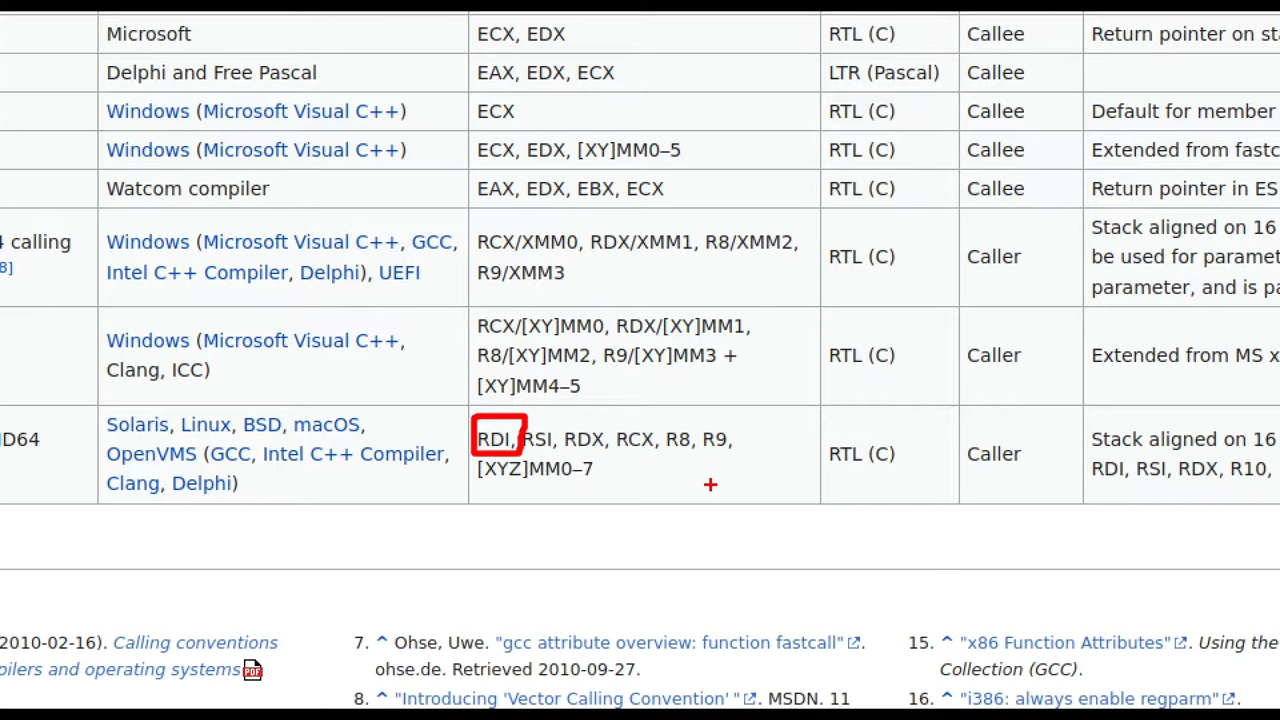 Microsoft ECX, EDX RTL (C) Callee Return pointer on sta
Delphi and Free Pascal EAX, EDX, ECX LTR (Pascal) Callee
Windows (Microsoft Visual C++) ECX RTL (C) Callee Default for member
Windows (Microsoft Visual C++) ECX, EDX, [XY]MM0–5 RTL (C) Callee Extended from fastc
Watcom compiler EAX, EDX, EBX, ECX RTL (C) Callee Return pointer in ES
4 calling
8]
Windows (Microsoft Visual C++, GCC,
Intel C++ Compiler, Delphi), UEFI
RCX/XMM0, RDX/XMM1, R8/XMM2,
R9/XMM3
RTL (C)
Caller
Stack aligned on 16
be used for paramet
parameter, and is pa
Windows (Microsoft Visual C++,
Clang, ICC)
RCX/[XY]MM0, RDX/[XY]MM1,
R8/[XY]MM2, R9/[XY]MM3 +
[XY]MM4–5
RTL (C)
Caller
Extended from MS x
D64
Solaris, Linux, BSD, macOS,
OpenVMS (GCC, Intel C++ Compiler,
Clang, Delphi)
RDI, RSI, RDX, RCX, R8, R9,
[XYZ]MM0–7
RTL (C)
Caller
Stack aligned on 16
RDI, RSI, RDX, R10,
2010-02-16). Calling conventions
pilers and operating systems
7. ^ Ohse, Uwe. "gcc attribute overview: function fastcall".
ohse.de. Retrieved 2010-09-27.
8. ^ "Introducing 'Vector Calling Convention' ". MSDN. 11
15. ^ "x86 Function Attributes". Using the
Collection (GCC).
16. ^ "i386: always enable regparm".